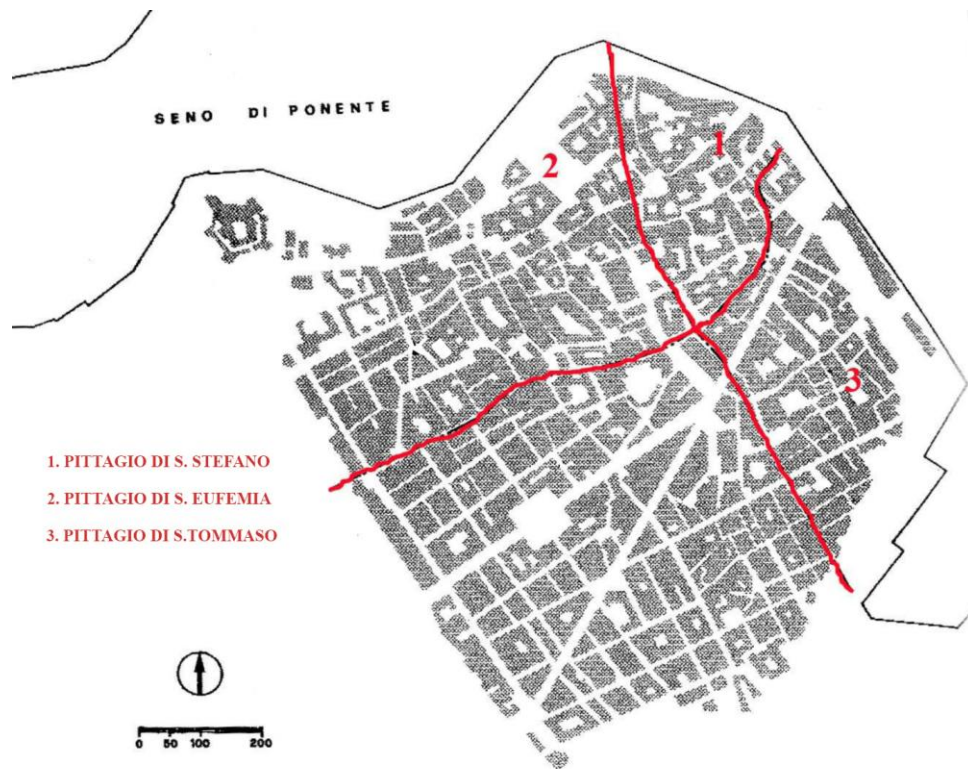 SENO DI PONENTE
1
2
3
1. PITTAGIO DI S. STEFANO
2. PITTAGIO DI S. EUFEMIA
3. PITTAGIO DI S.TOMMASO
0 50 100 200